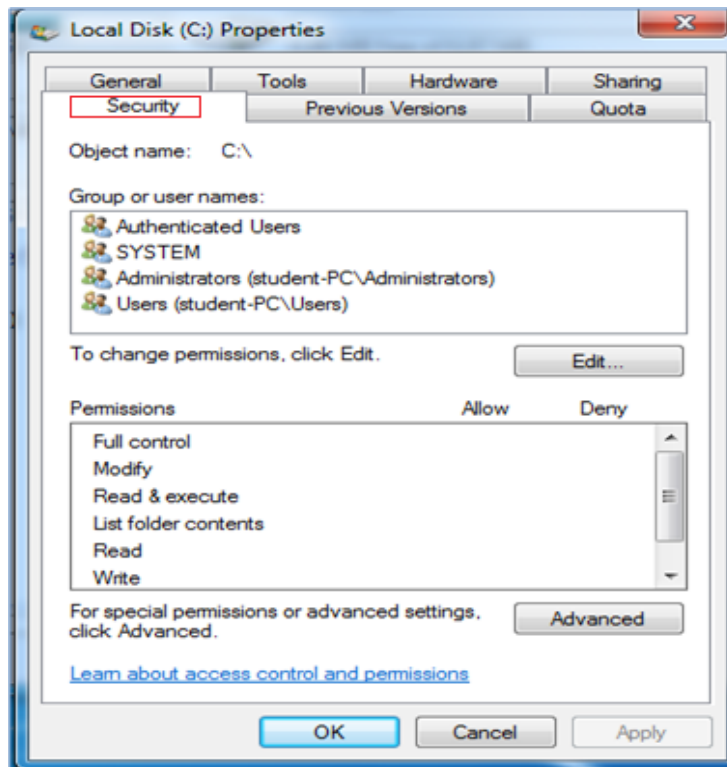 Local Disk (C:) Properties
General Tools Hardware Sharing
Security Previous Versions Quota
Object name: C:\
Group or user names:
Authenticated Users
SYSTEM
Administrators (student-PC\Administrators)
Users (student-PC\Users)
To change permissions, click Edit. Edit...
Permissions Allow Deny
Full control
Modify
Read & execute
List folder contents
Read
Write
For special permissions or advanced settings,
click Advanced. Advanced
Learn about access control and permissions
OK Cancel Apply